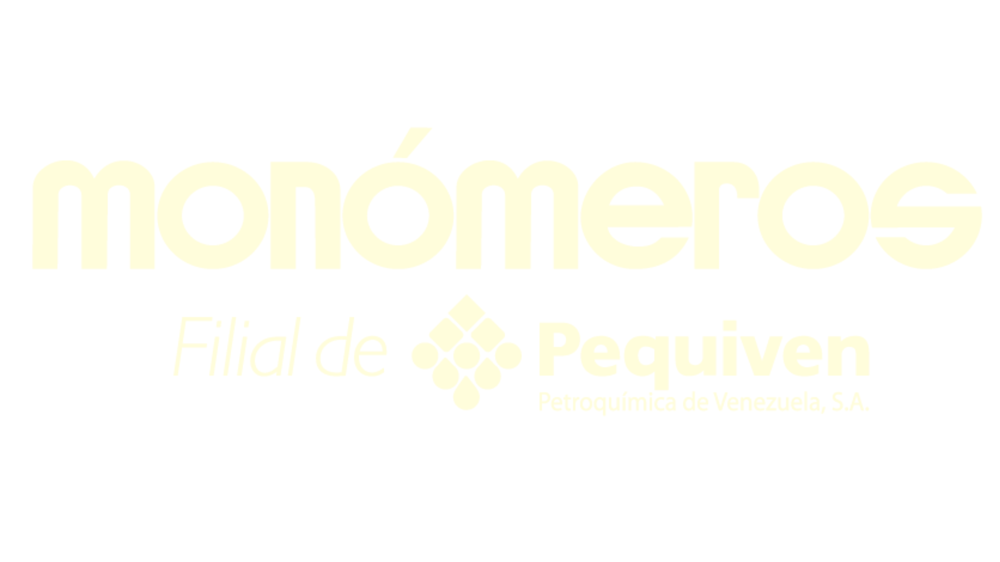 monómeros
Filial de Pequiven
Petroquímica de Venezuela, S.A.